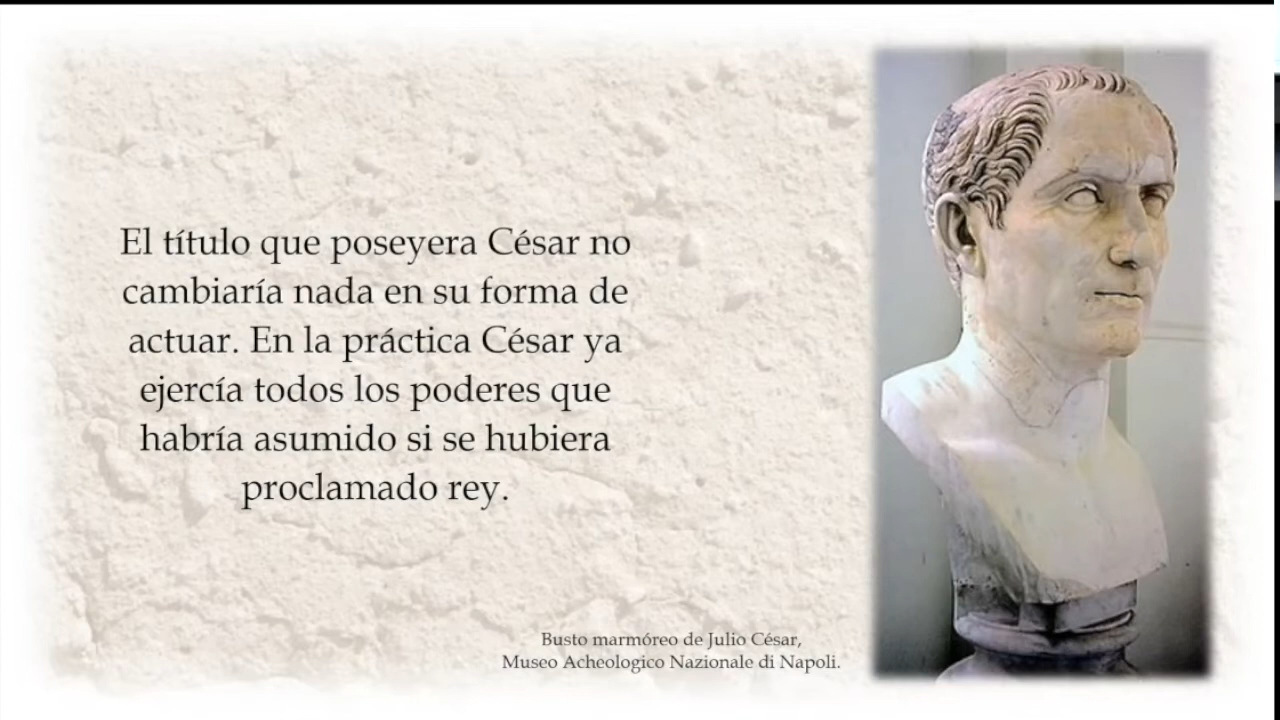 El título que poseyera César no
cambiaría nada en su forma de
actuar. En la práctica César ya
ejercía todos los poderes que
habría asumido si se hubiera
proclamado rey.
Busto marmóreo de Julio César,
Museo Acheologico Nazionale di Napoli.